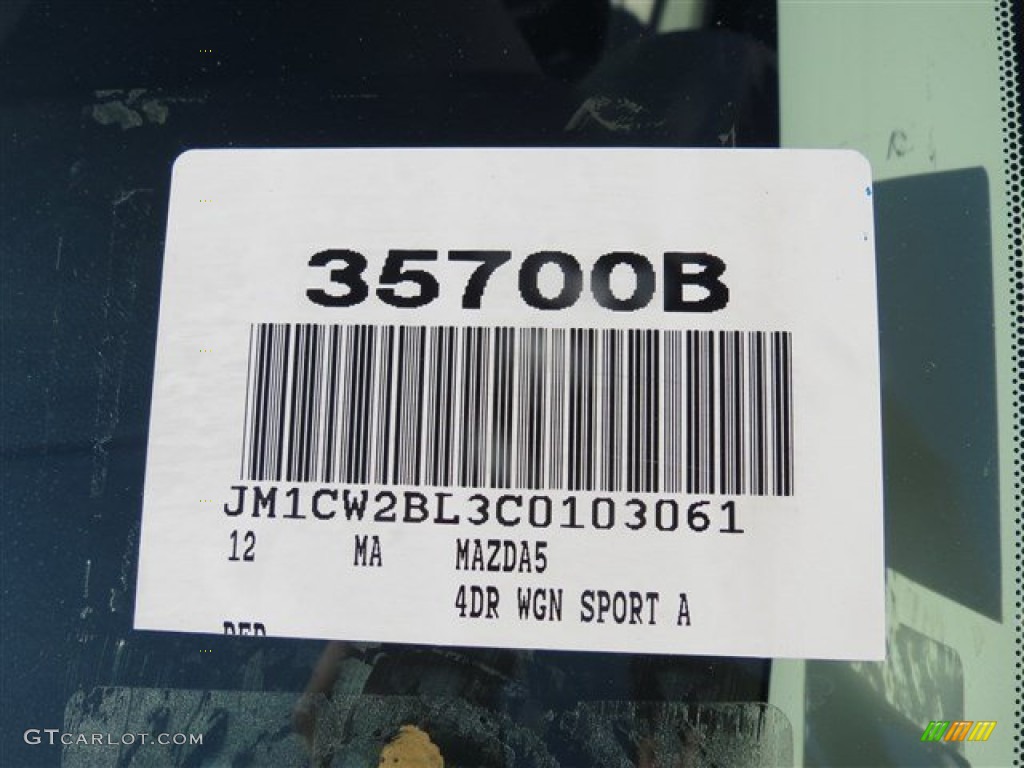 35700B
JM1CW2BL3C0103061
12 MA MAZDA5
4DR WGN SPORT A
GTCARLOT.COM